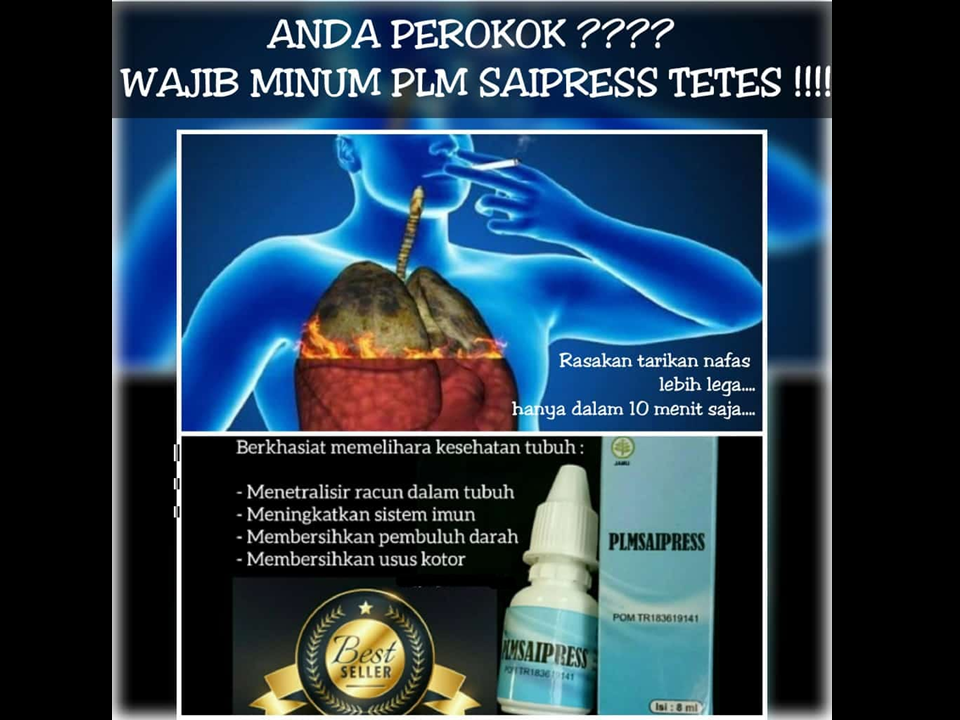 ANDA PEROKOK ????
WAJIB MINUM PLM SAIPRESS TETES !!!!
Rasakan tarikan nafas
lebih lega....
hanya dalam 10 menit saja....
Berkhasiat memelihara kesehatan tubuh :
- Menetralisir racun dalam tubuh
- Meningkatkan sistem imun
- Membersihkan pembuluh darah
- Membersihkan usus kotor
Best
SELLER
JAMU
PLMSAIPRESS
POM TR183619141
Isi : 8 ml
PLMSAIPRESS
POM TR183619141